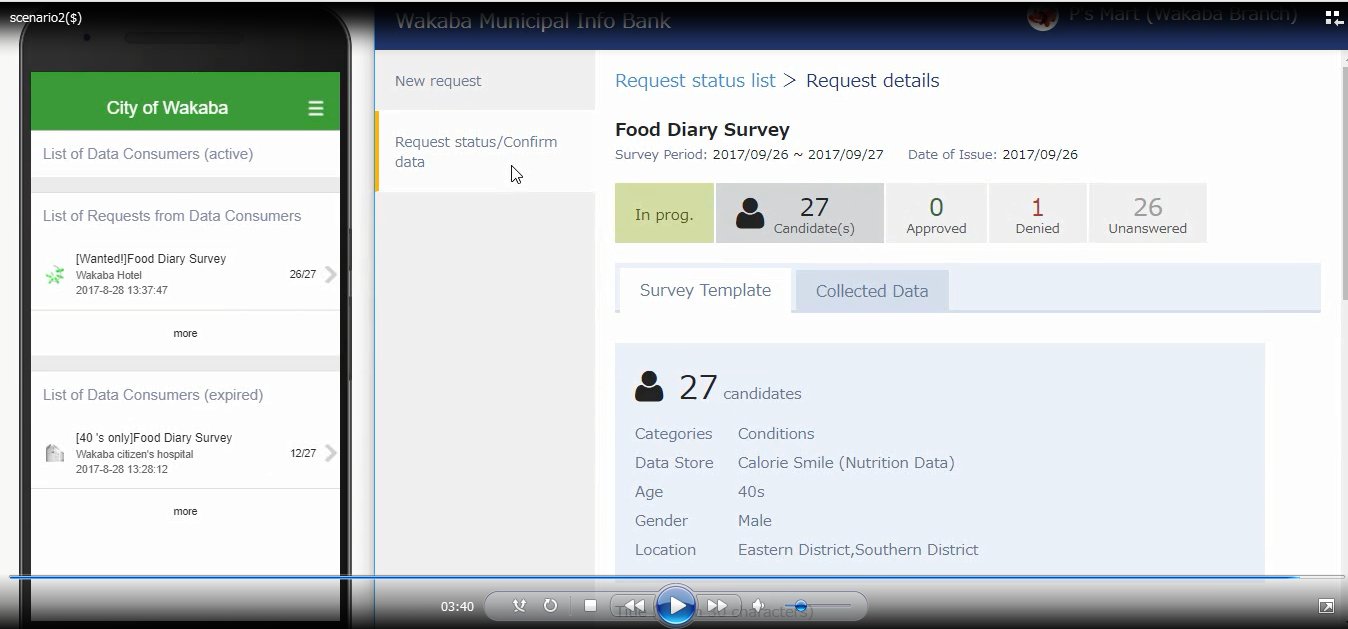 scenario2($)
City of Wakaba
List of Data Consumers (active)
List of Requests from Data Consumers
[Wanted!]Food Diary Survey
Wakaba Hotel
26/27
2017-8-28 13:37:47
more
List of Data Consumers (expired)
[40 's only]Food Diary Survey
Wakaba citizen's hospital
12/27
2017-8-28 13:28:12
more
Wakaba Municipal Info Bank
P's Mart (Wakaba Branch)
New request
Request status/Confirm
data
Request status list > Request details
Food Diary Survey
Survey Period: 2017/09/26 ~ 2017/09/27 Date of Issue: 2017/09/26
In prog.
27
Candidate(s)
0
Approved
1
Denied
26
Unanswered
Survey Template
Collected Data
27 candidates
Categories Conditions
Data Store Calorie Smile (Nutrition Data)
Age 40s
Gender Male
Location Eastern District,Southern District
characters)
03:40